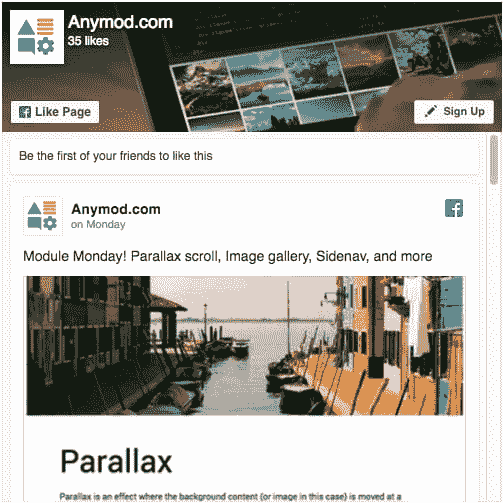 Anymod.com
35 likes
Like Page
Sign Up
Be the first of your friends to like this
Anymod.com
on Monday
Module Monday! Parallax scroll, Image gallery, Sidenav, and more
Parallax
Parallax is an effect where the background content (or image in this case) is moved at a